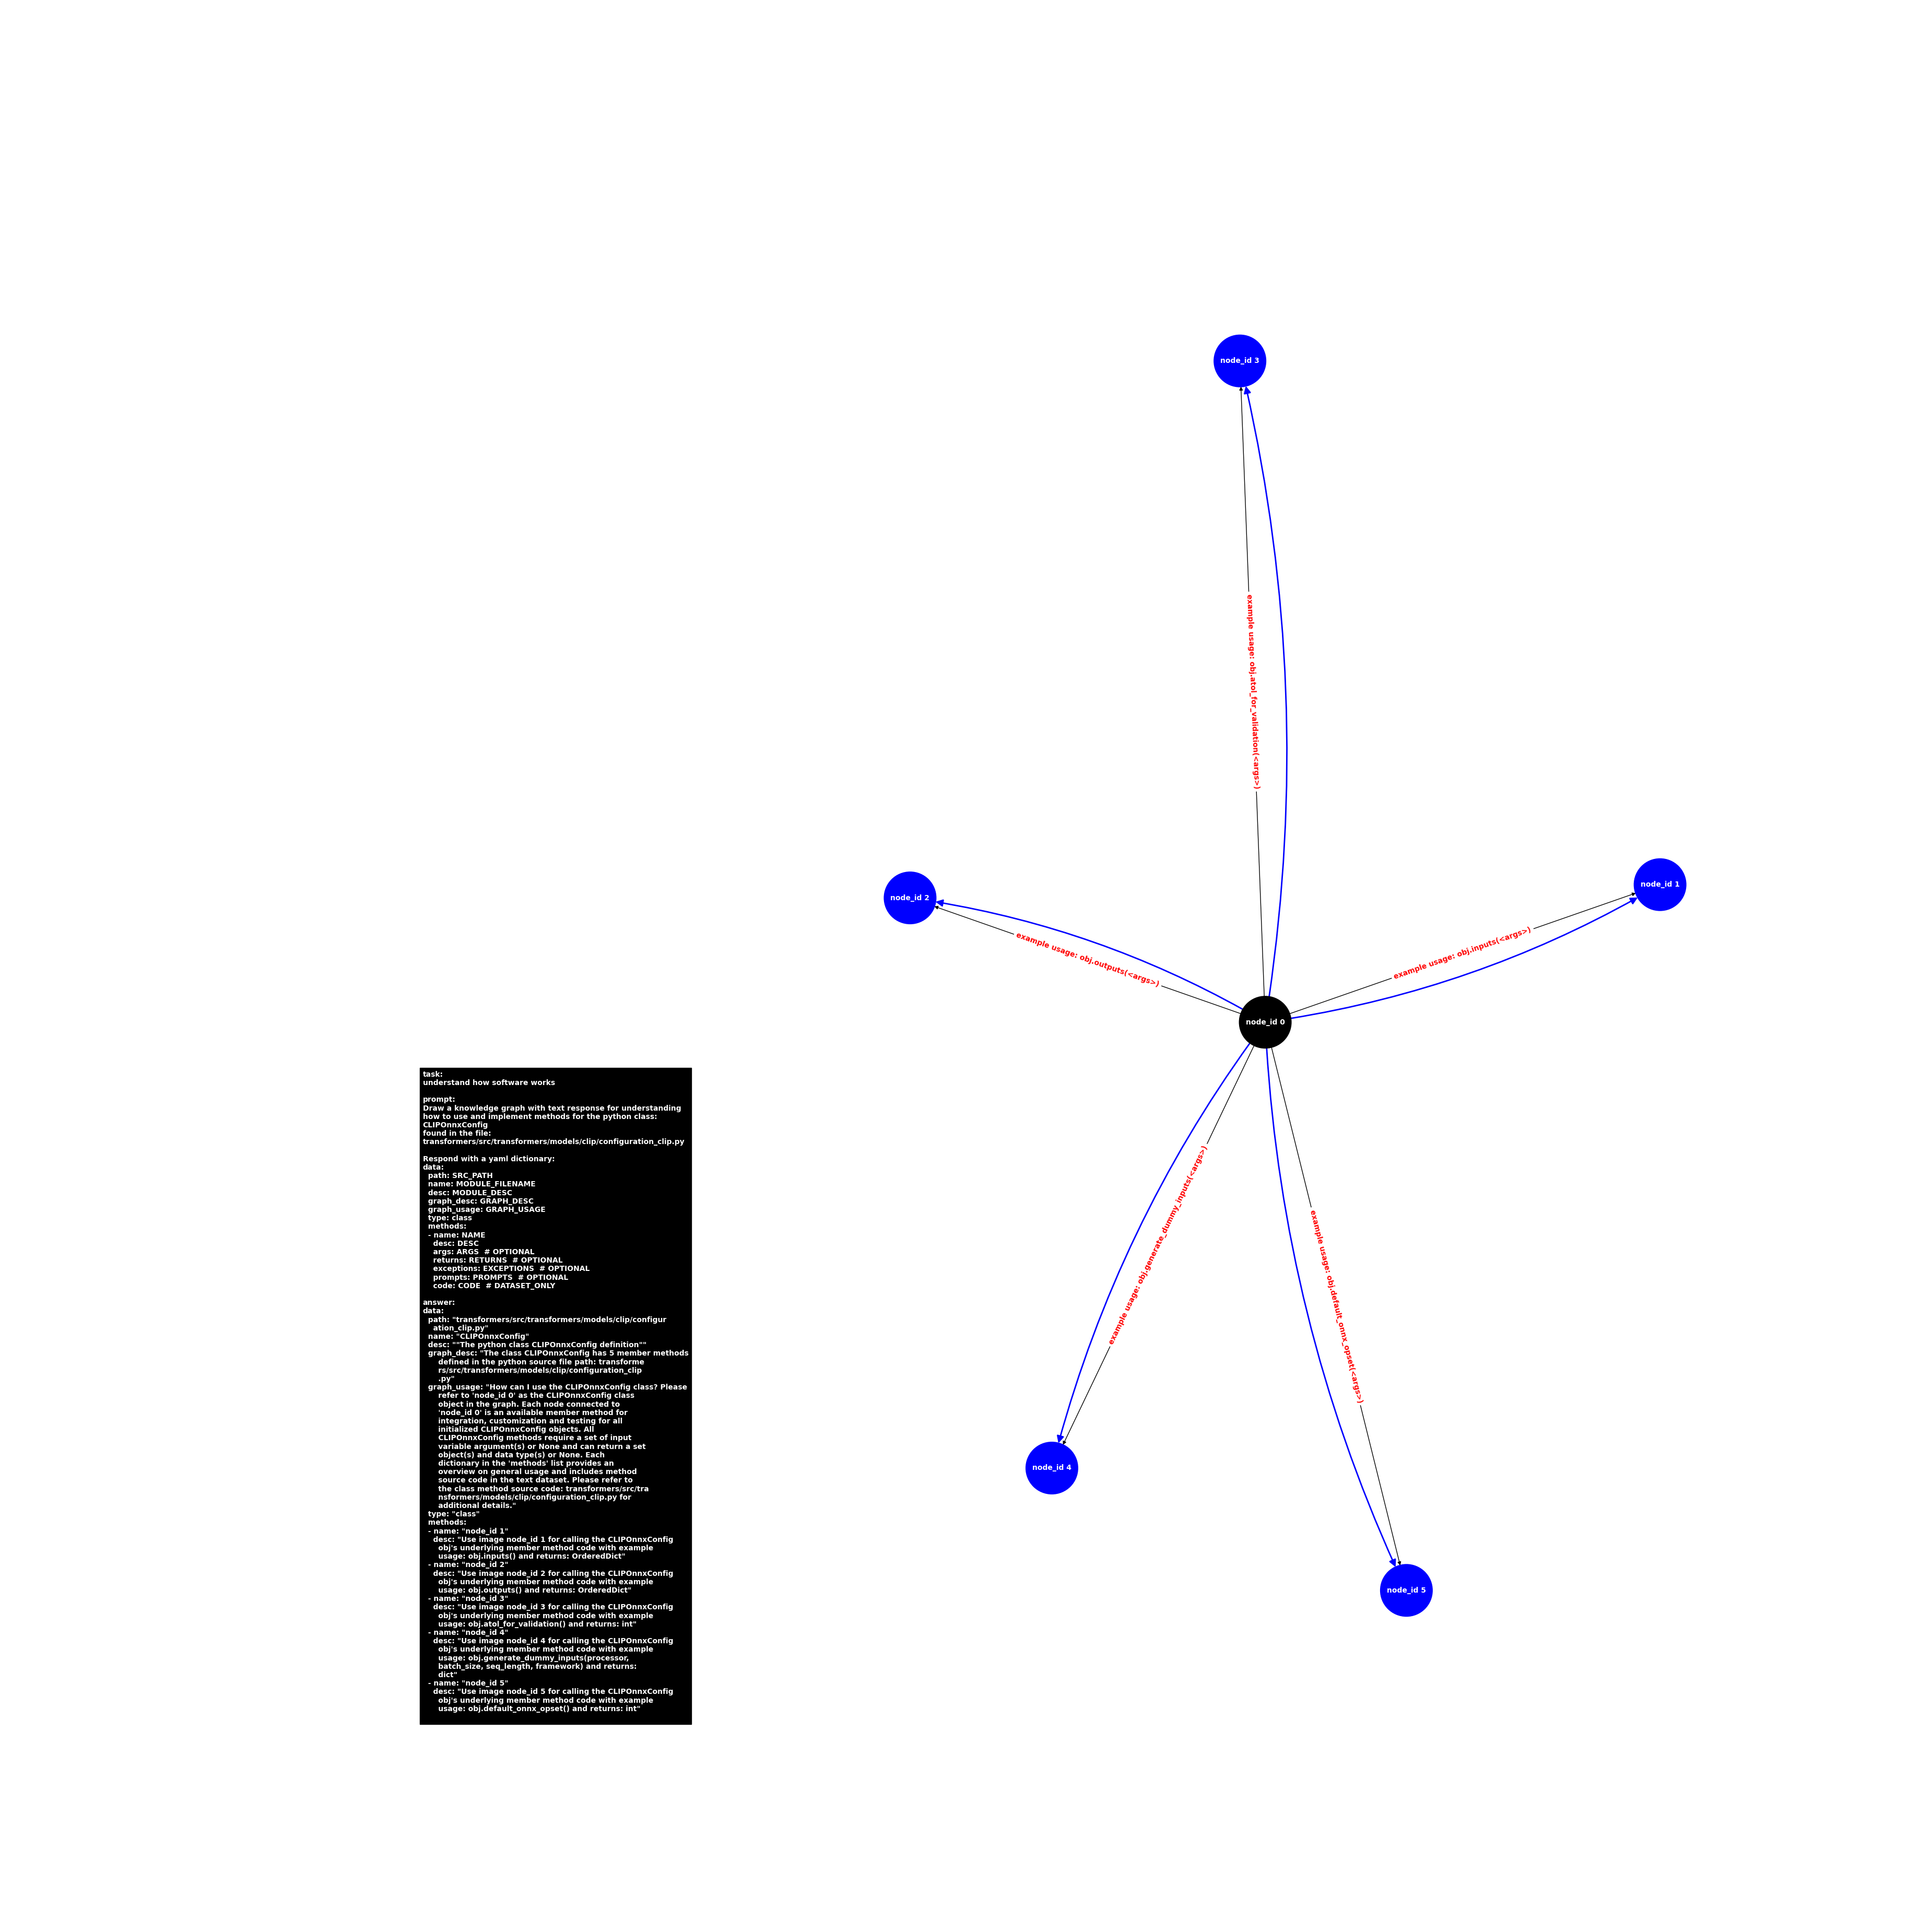 node_id 3
example usage: obj.atol_for_validation(<args>)
node_id 2
node_id 1
example usage: obj.outputs(<args>)
example usage: obj.inputs(<args>)
node_id 0
example usage: obj.generate_dummy_inputs(<args>)
example usage: obj.default_onnx_opset(<args>)
node_id 4
node_id 5
task:
understand how software works

prompt:
Draw a knowledge graph with text response for understanding
how to use and implement methods for the python class:
CLIPOnnxConfig
found in the file:
transformers/src/transformers/models/clip/configuration_clip.py

Respond with a yaml dictionary:
data:
  path: SRC_PATH
  name: MODULE_FILENAME
  desc: MODULE_DESC
  graph_desc: GRAPH_DESC
  graph_usage: GRAPH_USAGE
  type: class
  methods:
  - name: NAME
    desc: DESC
    args: ARGS  # OPTIONAL
    returns: RETURNS  # OPTIONAL
    exceptions: EXCEPTIONS  # OPTIONAL
    prompts: PROMPTS  # OPTIONAL
    code: CODE  # DATASET_ONLY

answer:
data:
  path: "transformers/src/transformers/models/clip/configur
    ation_clip.py"
  name: "CLIPOnnxConfig"
  desc: ""The python class CLIPOnnxConfig definition""
  graph_desc: "The class CLIPOnnxConfig has 5 member methods
      defined in the python source file path: transforme
      rs/src/transformers/models/clip/configuration_clip
      .py"
  graph_usage: "How can I use the CLIPOnnxConfig class? Please
      refer to 'node_id 0' as the CLIPOnnxConfig class
      object in the graph. Each node connected to
      'node_id 0' is an available member method for
      integration, customization and testing for all
      initialized CLIPOnnxConfig objects. All
      CLIPOnnxConfig methods require a set of input
      variable argument(s) or None and can return a set
      object(s) and data type(s) or None. Each
      dictionary in the 'methods' list provides an
      overview on general usage and includes method
      source code in the text dataset. Please refer to
      the class method source code: transformers/src/tra
      nsformers/models/clip/configuration_clip.py for
      additional details."
  type: "class"
  methods:
  - name: "node_id 1"
    desc: "Use image node_id 1 for calling the CLIPOnnxConfig
      obj's underlying member method code with example
      usage: obj.inputs() and returns: OrderedDict"
  - name: "node_id 2"
    desc: "Use image node_id 2 for calling the CLIPOnnxConfig
      obj's underlying member method code with example
      usage: obj.outputs() and returns: OrderedDict"
  - name: "node_id 3"
    desc: "Use image node_id 3 for calling the CLIPOnnxConfig
      obj's underlying member method code with example
      usage: obj.atol_for_validation() and returns: int"
  - name: "node_id 4"
    desc: "Use image node_id 4 for calling the CLIPOnnxConfig
      obj's underlying member method code with example
      usage: obj.generate_dummy_inputs(processor,
      batch_size, seq_length, framework) and returns:
      dict"
  - name: "node_id 5"
    desc: "Use image node_id 5 for calling the CLIPOnnxConfig
      obj's underlying member method code with example
      usage: obj.default_onnx_opset() and returns: int"